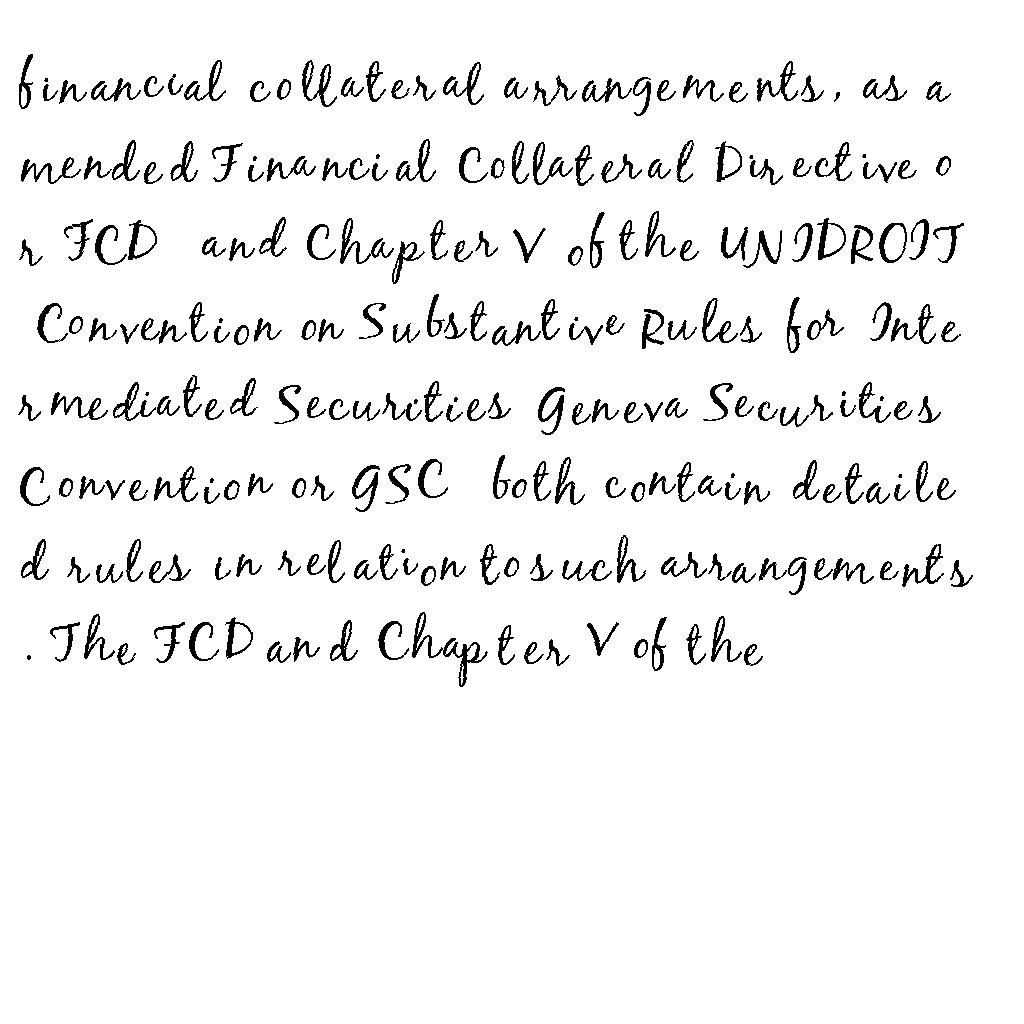 financial collateral arrangements, as a
mended Financial Collateral Directive o
r FCD and Chapter V of the UNIDROIT
Convention on Substantive Rules for Inte
rmediated Securities Geneva Securities
Convention or GSC both contain detaile
d rules in relation to such arrangements
. The FCD and Chapter V of the